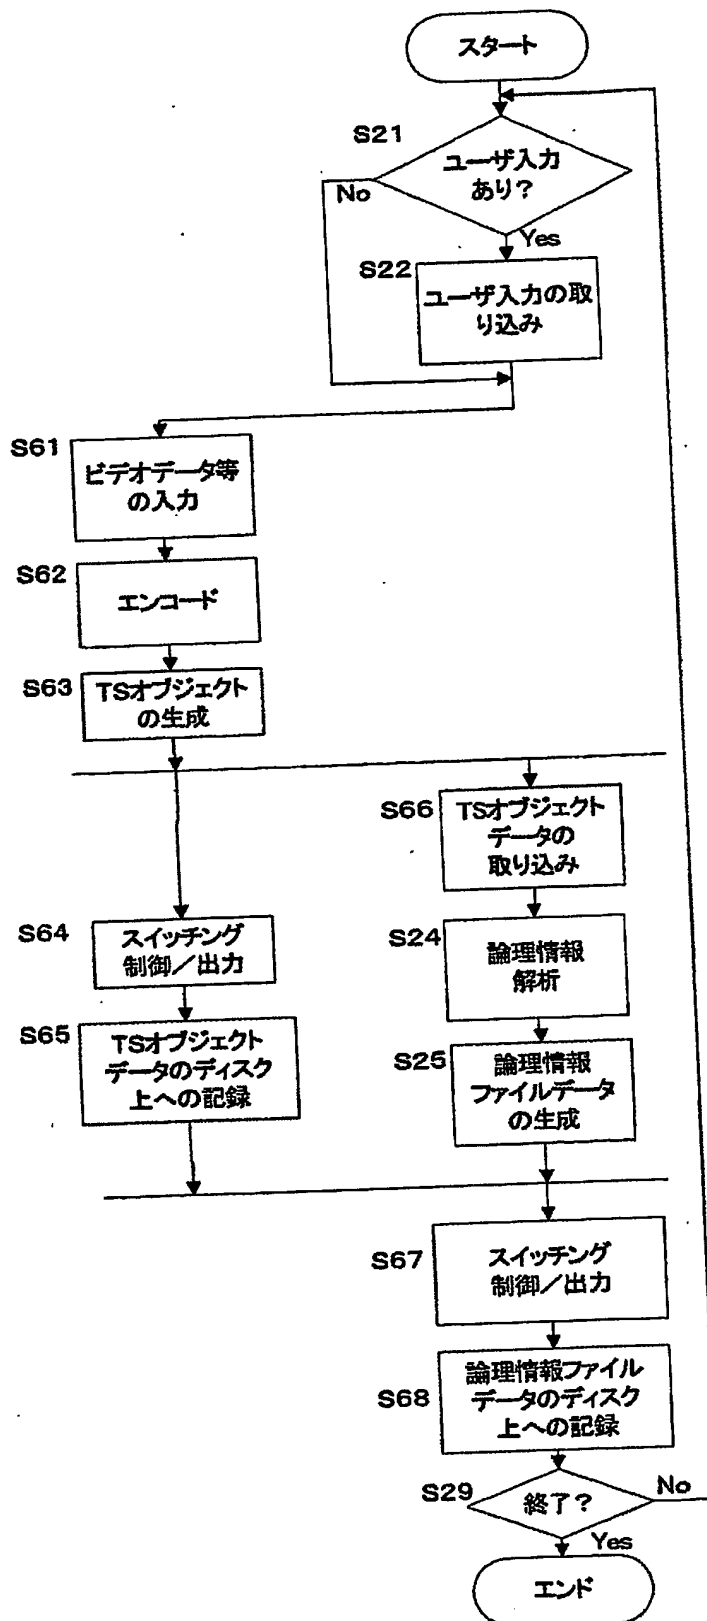 スタート
S21
ユーザ入力
あり?
No
Yes
S22
ユーザ入力の取
り込み
S61
ビデオデータ等
の入力
S62
エンコード
S63
TSオブジェクト
の生成
S66
TSオブジェクト
データの
取り込み
S64
スイッチング
制御/出力
S24
論理情報
解析
S65
TSオブジェクト
データのディスク
上への記録
S25
論理情報
ファイルデータ
の生成
S67
スイッチング
制御/出力
S68
論理情報ファイル
データのディスク
上への記録
S29
終了?
No
Yes
エンド